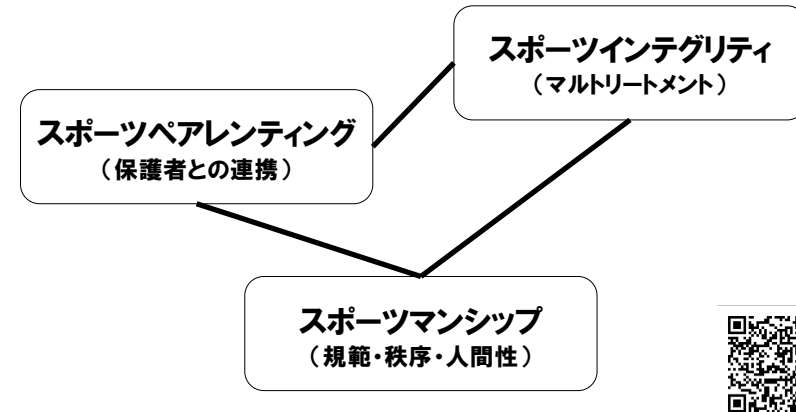 スポーツインテグリティ
（マルトリートメント）
スポーツペアレンティング
（保護者との連携）
スポーツマンシップ
（規範・秩序・人間性）